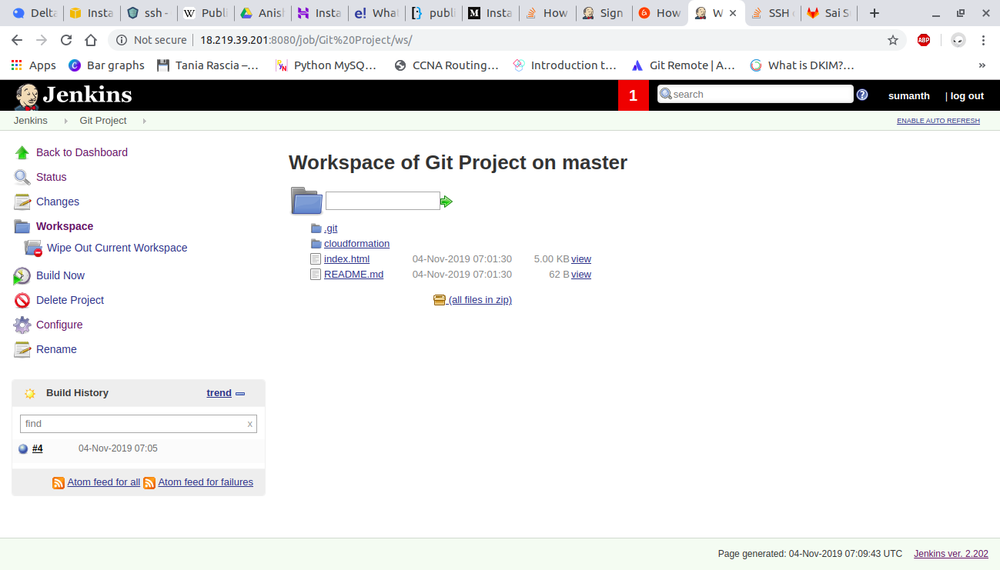 Delta Insta ssh - Publi Anish Insta e! What publi Insta How Sign How W SSH Sai S
Not secure 18.219.39.201:8080/job/Git%20Project/ws/ ABP
Apps Bar graphs Tania Rascia –... Python MySQ... CCNA Routing... Introduction t... Git Remote | A... What is DKIM?... »
Jenkins 1 search ? sumanth | log out
Jenkins Git Project ENABLE AUTO REFRESH
Back to Dashboard
Status
Changes
Workspace
Wipe Out Current Workspace
Build Now
Delete Project
Configure
Rename
Build History trend
find x
#4 04-Nov-2019 07:05
Atom feed for all Atom feed for failures
Workspace of Git Project on master
.git
cloudformation
index.html 04-Nov-2019 07:01:30 5.00 KB view
README.md 04-Nov-2019 07:01:30 62 B view
(all files in zip)
Page generated: 04-Nov-2019 07:09:43 UTC Jenkins ver. 2.202